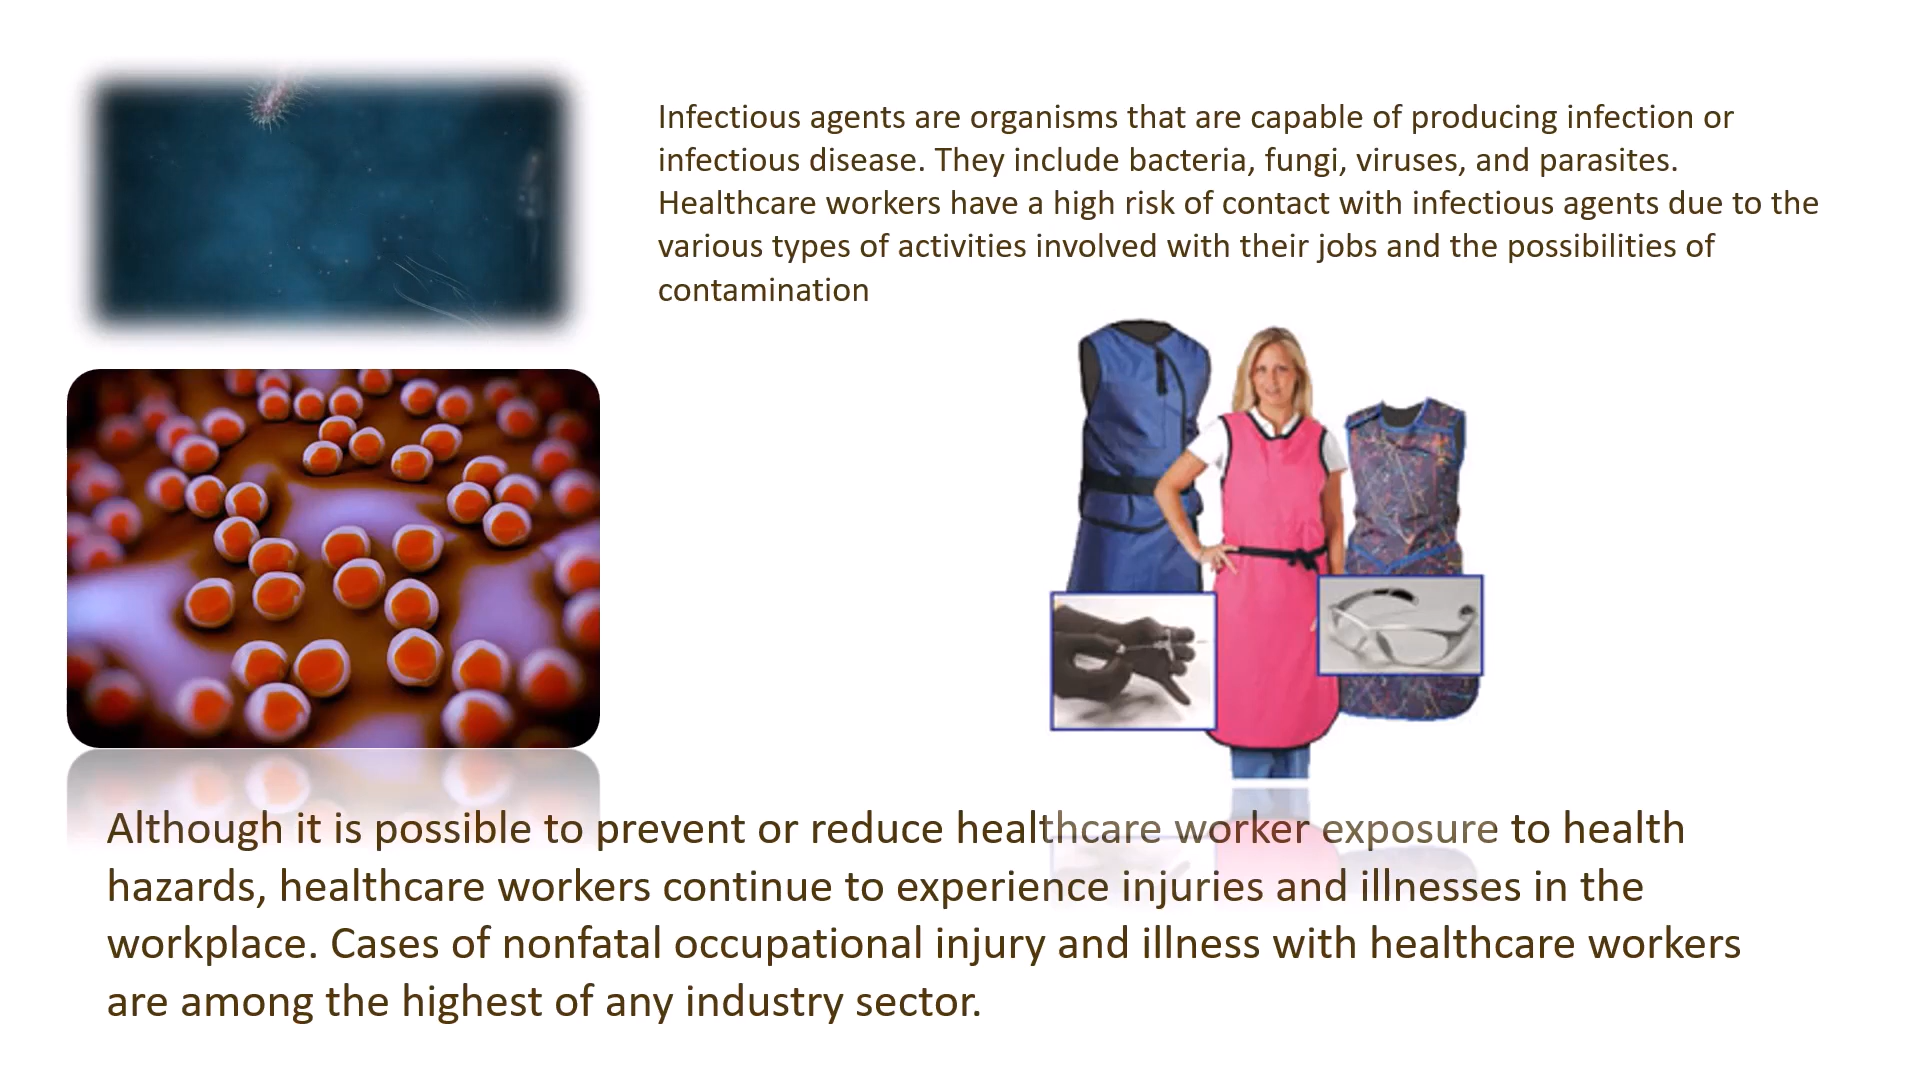 Infectious agents are organisms that are capable of producing infection or
infectious disease. They include bacteria, fungi, viruses, and parasites.
Healthcare workers have a high risk of contact with infectious agents due to the
various types of activities involved with their jobs and the possibilities of
contamination
Although it is possible to prevent or reduce healthcare worker exposure to health
hazards, healthcare workers continue to experience injuries and illnesses in the
workplace. Cases of nonfatal occupational injury and illness with healthcare workers
are among the highest of any industry sector.